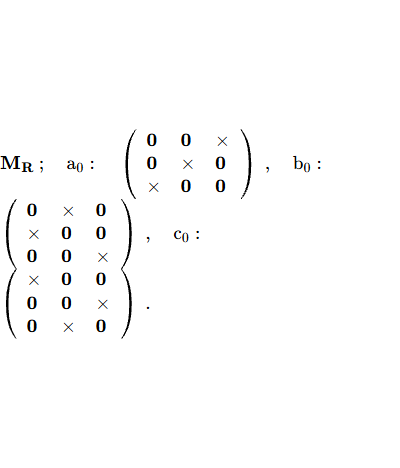 M_R ; a_0 : ( 0 0 × ) , b_0 :
( 0 × 0 )
( × 0 0 )
( 0 × 0 ) , c_0 :
( × 0 0 )
( 0 0 × )
( × 0 0 ) .
( 0 0 × )
( 0 × 0 )